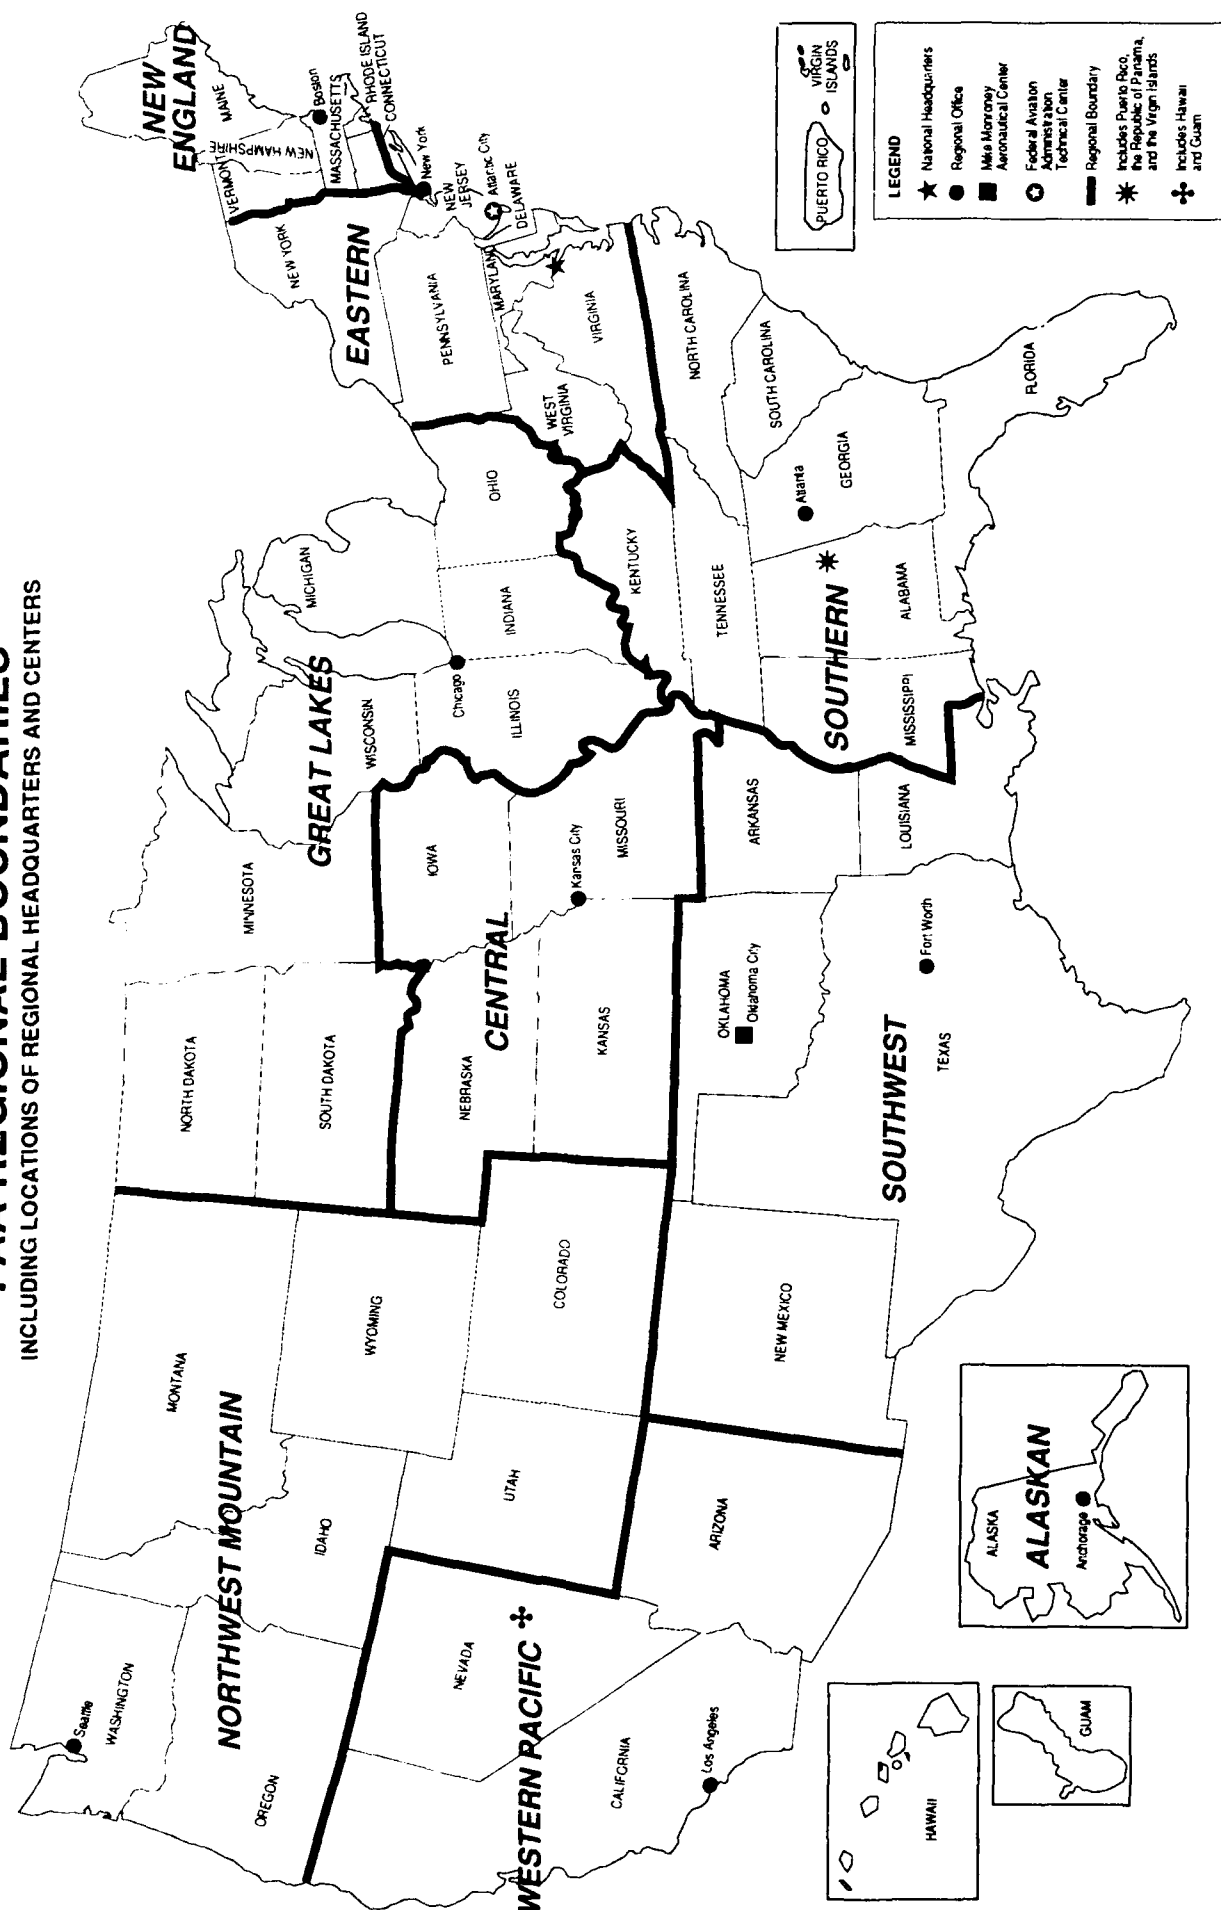 FAA REGIONAL BOUNDARIES
INCLUDING LOCATIONS OF REGIONAL HEADQUARTERS AND CENTERS
Seattle
WASHINGTON
OREGON
NORTHWEST MOUNTAIN
MONTANA
IDAHO
WYOMING
UTAH
COLORADO
WESTERN PACIFIC
NEVADA
CALIFORNIA
Los Angeles
ARIZONA
NORTH DAKOTA
SOUTH DAKOTA
MINNESOTA
GREAT LAKES
WISCONSIN
MICHIGAN
Chicago
ILLINOIS
INDIANA
OHIO
NEBRASKA
CENTRAL
IOWA
KANSAS
Kansas City
MISSOURI
NEW MEXICO
OKLAHOMA
Oklahoma City
SOUTHWEST
TEXAS
Fort Worth
ARKANSAS
LOUISIANA
KENTUCKY
TENNESSEE
SOUTHERN
MISSISSIPPI
ALABAMA
Atlanta
GEORGIA
FLORIDA
SOUTH CAROLINA
NORTH CAROLINA
EASTERN
NEW YORK
PENNSYLVANIA
WEST
VIRGINIA
VIRGINIA
MARYLAND
DELAWARE
Atlantic City
NEW
JERSEY
New York
NEW
ENGLAND
MAINE
VERMONT
NEW HAMPSHIRE
Boston
MASSACHUSETTS
RHODE ISLAND
CONNECTICUT
HAWAII
GUAM
ALASKA
ALASKAN
Anchorage
PUERTO RICO
VIRGIN
ISLANDS
LEGEND
National Headquarters
Regional Office
Mike Monroney
Aeronautical Center
Federal Aviation
Administration
Technical Center
Regional Boundary
Includes Puerto Rico,
the Republic of Panama,
and the Virgin Islands
Includes Hawaii
and Guam